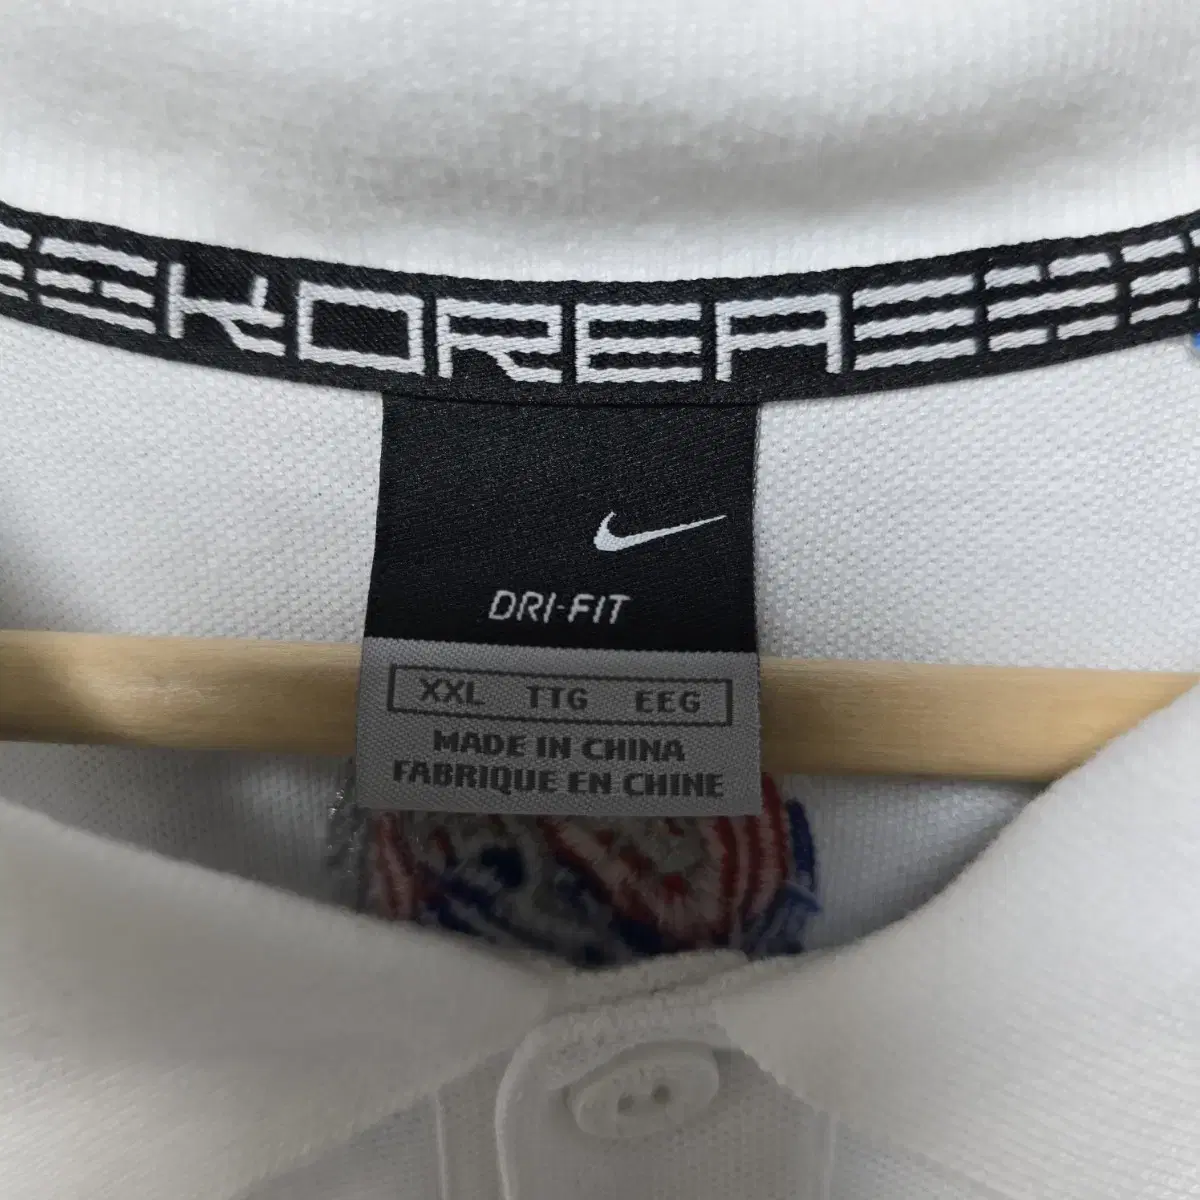 KOREA
DRI-FIT
XXL TTG EEG
MADE IN CHINA
FABRIQUE EN CHINE